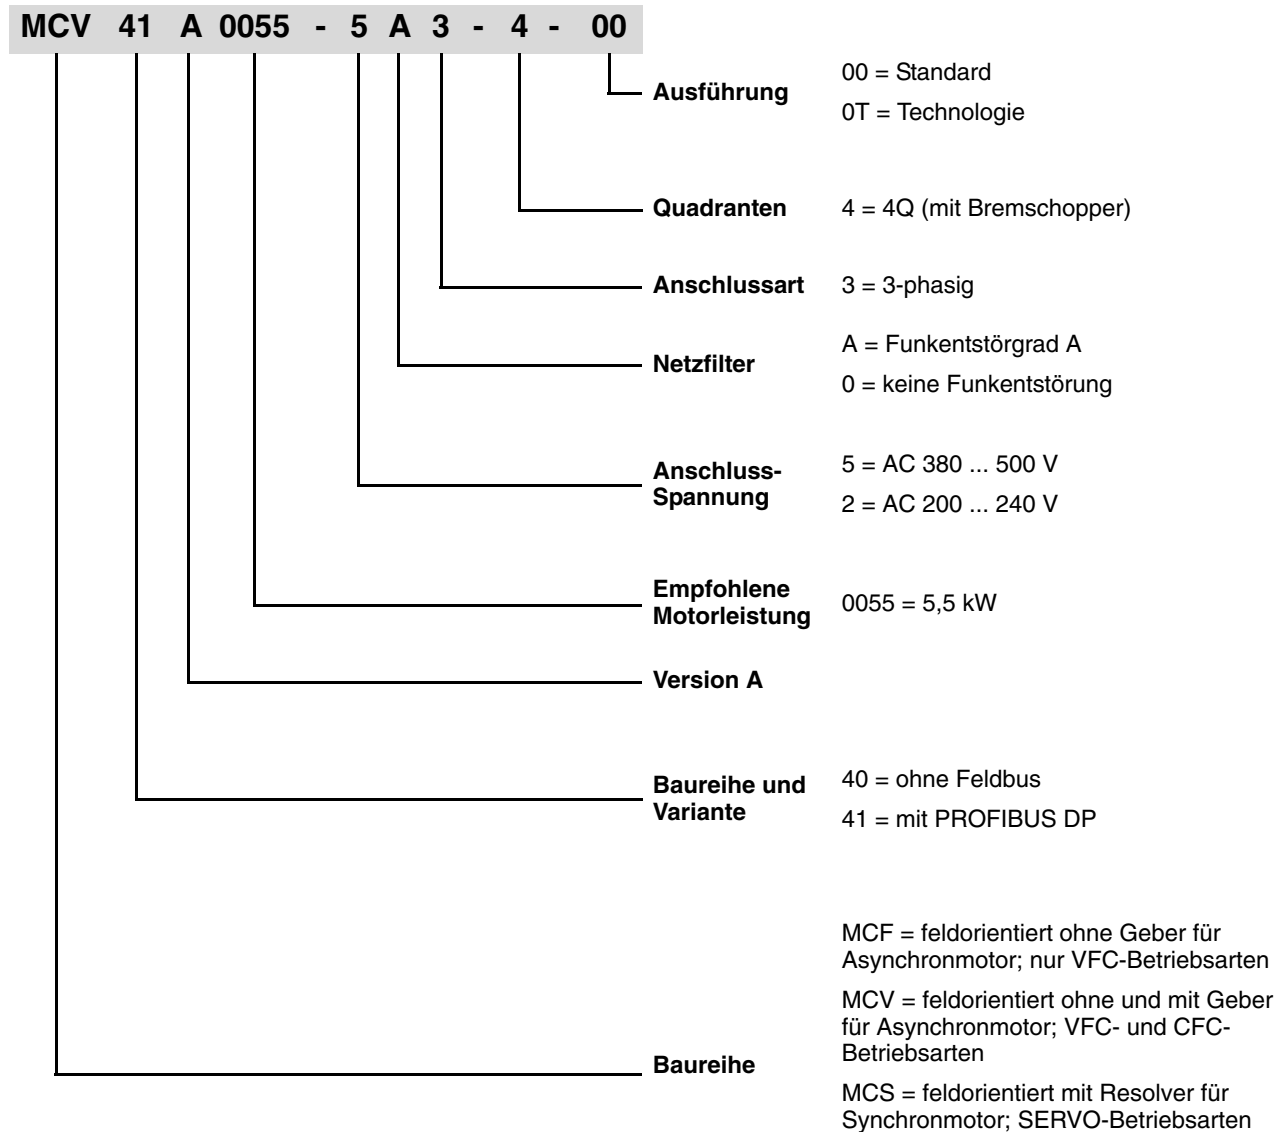 MCV 41 A 0055 - 5 A 3 - 4 - 00
Ausführung
00 = Standard
0T = Technologie
Quadranten
4 = 4Q (mit Bremschopper)
Anschlussart
3 = 3-phasig
Netzfilter
A = Funkentstörgrad A
0 = keine Funkentstörung
Anschluss-
Spannung
5 = AC 380 ... 500 V
2 = AC 200 ... 240 V
Empfohlene
Motorleistung
0055 = 5,5 kW
Version A
Baureihe und
Variante
40 = ohne Feldbus
41 = mit PROFIBUS DP
Baureihe
MCF = feldorientiert ohne Geber für
Asynchronmotor; nur VFC-Betriebsarten
MCV = feldorientiert ohne und mit Geber
für Asynchronmotor; VFC- und CFC-
Betriebsarten
MCS = feldorientiert mit Resolver für
Synchronmotor; SERVO-Betriebsarten